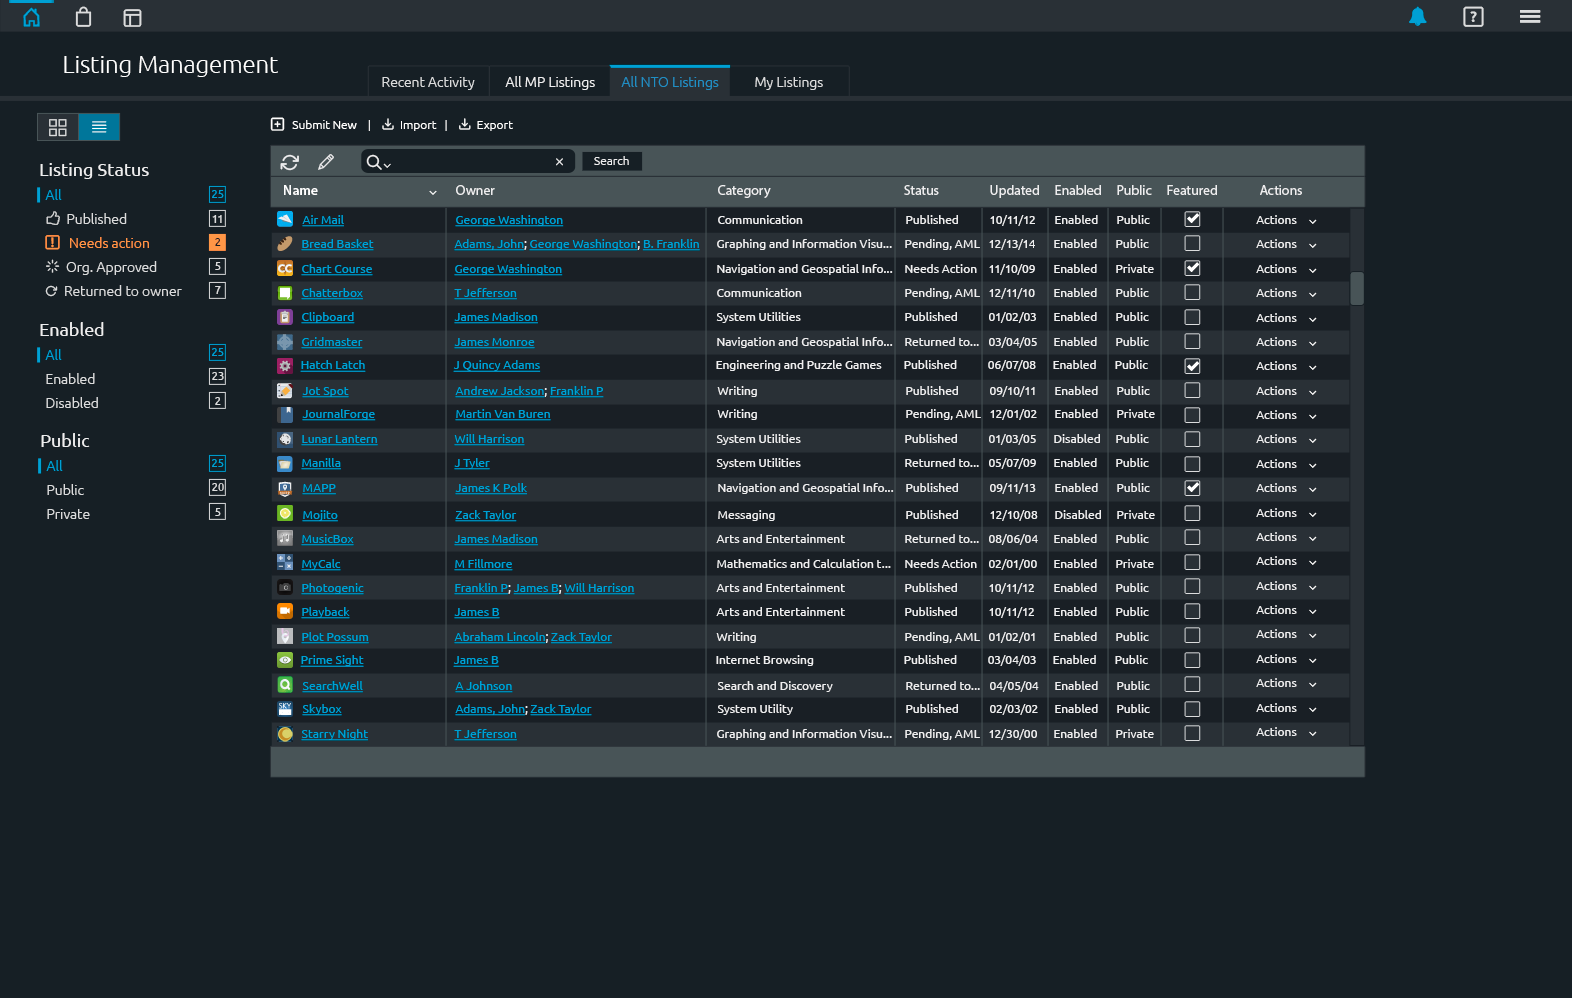 Listing Management
Recent Activity All MP Listings All NTO Listings My Listings
Submit New | Import | Export
Search
Listing Status
All 25
Published 11
Needs action 2
Org. Approved 5
Returned to owner 7
Enabled
All 25
Enabled 23
Disabled 2
Public
All 25
Public 20
Private 5
Name Owner Category Status Updated Enabled Public Featured Actions
Air Mail George Washington Communication Published 10/11/12 Enabled Public Actions
Bread Basket Adams, John; George Washington; B. Franklin Graphing and Information Visu... Pending, AML 12/13/14 Enabled Public Actions
CC Chart Course George Washington Navigation and Geospatial Info... Needs Action 11/10/09 Enabled Private Actions
Chatterbox T Jefferson Communication Pending, AML 12/11/10 Enabled Public Actions
Clipboard James Madison System Utilities Published 01/02/03 Enabled Public Actions
Gridmaster James Monroe Navigation and Geospatial Info... Returned to... 03/04/05 Enabled Public Actions
Hatch Latch J Quincy Adams Engineering and Puzzle Games Published 06/07/08 Enabled Public Actions
Jot Spot Andrew Jackson; Franklin P Writing Published 09/10/11 Enabled Public Actions
JournalForge Martin Van Buren Writing Pending, AML 12/01/02 Enabled Private Actions
Lunar Lantern Will Harrison System Utilities Published 01/03/05 Disabled Public Actions
Manilla J Tyler System Utilities Returned to... 05/07/09 Enabled Public Actions
MAPP James K Polk Navigation and Geospatial Info... Published 09/11/13 Enabled Public Actions
Mojito Zack Taylor Messaging Published 12/10/08 Disabled Private Actions
MusicBox James Madison Arts and Entertainment Returned to... 08/06/04 Enabled Public Actions
MyCalc M Fillmore Mathematics and Calculation t... Needs Action 02/01/00 Enabled Private Actions
Photogenic Franklin P; James B; Will Harrison Arts and Entertainment Published 10/11/12 Enabled Public Actions
Playback James B Arts and Entertainment Published 10/11/12 Enabled Public Actions
Plot Possum Abraham Lincoln; Zack Taylor Writing Pending, AML 01/02/01 Enabled Public Actions
Prime Sight James B Internet Browsing Published 03/04/03 Enabled Public Actions
SearchWell A Johnson Search and Discovery Returned to... 04/05/04 Enabled Public Actions
SKY Skybox Adams, John; Zack Taylor System Utility Published 02/03/02 Enabled Public Actions
Starry Night T Jefferson Graphing and Information Visu... Pending, AML 12/30/00 Enabled Private Actions